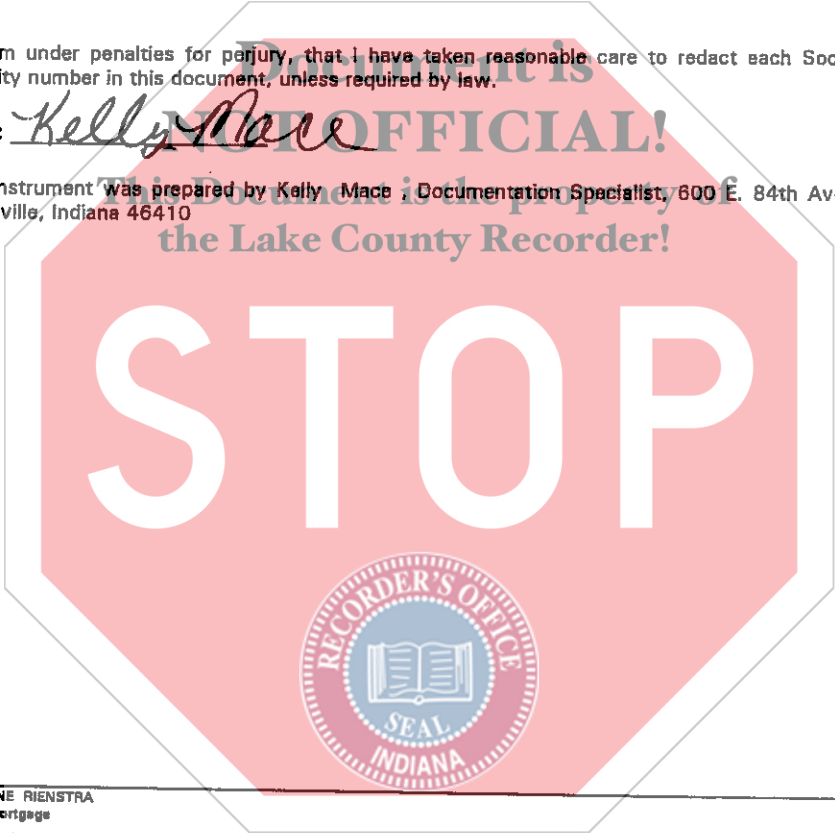 m under penalties for perjury, that I have taken reasonable care to redact each Soc
ity number in this document, unless required by law.
Document is
NOT OFFICIAL!
: Kelly Mace
nstrument was prepared by Kelly Mace , Documentation Specialist, 600 E. 84th Av
ville, Indiana 46410
This Document is the property of
the Lake County Recorder!
STOP
RECORDER'S OFFICE
SEAL
INDIANA
NE RIENSTRA
ortgage